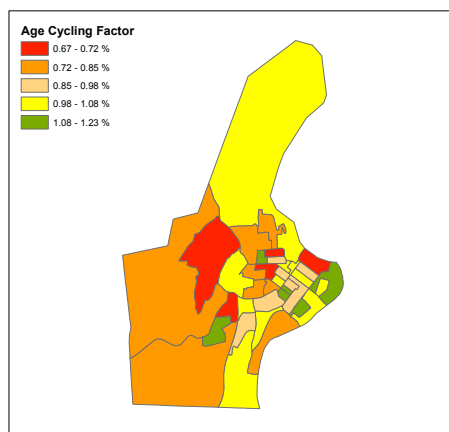 Age Cycling Factor
0.67 - 0.72 %
0.72 - 0.85 %
0.85 - 0.98 %
0.98 - 1.08 %
1.08 - 1.23 %